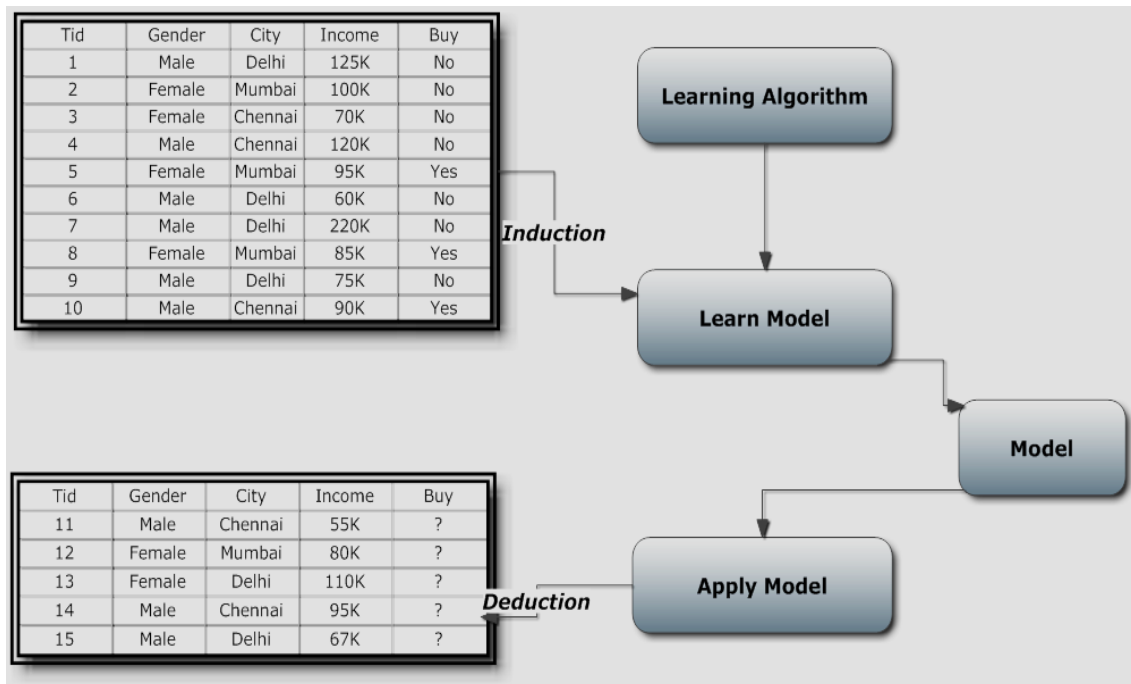 Tid Gender City Income Buy
1 Male Delhi 125K No
2 Female Mumbai 100K No
3 Female Chennai 70K No
4 Male Chennai 120K No
5 Female Mumbai 95K Yes
6 Male Delhi 60K No
7 Male Delhi 220K No
8 Female Mumbai 85K Yes
9 Male Delhi 75K No
10 Male Chennai 90K Yes
Learning Algorithm
Induction
Learn Model
Model
Tid Gender City Income Buy
11 Male Chennai 55K ?
12 Female Mumbai 80K ?
13 Female Delhi 110K ?
14 Male Chennai 95K ?
15 Male Delhi 67K ?
Deduction
Apply Model